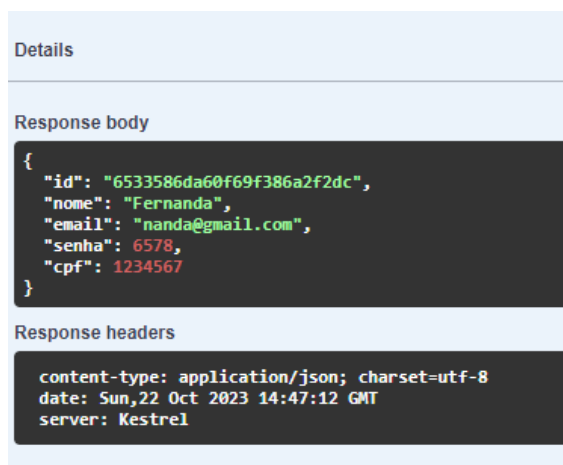 Details
Response body
{
"id": "6533586da60f69f386a2f2dc",
"nome": "Fernanda",
"email": "nanda@gmail.com",
"senha": 6578,
"cpf": 1234567
}
Response headers
content-type: application/json; charset=utf-8
date: Sun,22 Oct 2023 14:47:12 GMT
server: Kestrel